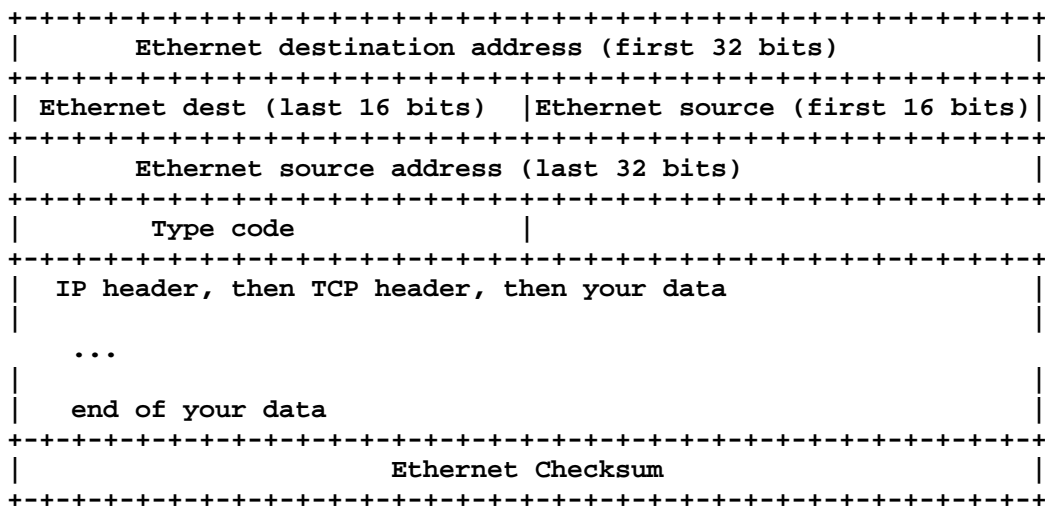 +-+-+-+-+-+-+-+-+-+-+-+-+-+-+-+-+-+-+-+-+-+-+-+-+-+-+-+-+-+-+-+-+
|       Ethernet destination address (first 32 bits)            |
+-+-+-+-+-+-+-+-+-+-+-+-+-+-+-+-+-+-+-+-+-+-+-+-+-+-+-+-+-+-+-+-+
| Ethernet dest (last 16 bits)  |Ethernet source (first 16 bits)|
+-+-+-+-+-+-+-+-+-+-+-+-+-+-+-+-+-+-+-+-+-+-+-+-+-+-+-+-+-+-+-+-+
|       Ethernet source address (last 32 bits)                  |
+-+-+-+-+-+-+-+-+-+-+-+-+-+-+-+-+-+-+-+-+-+-+-+-+-+-+-+-+-+-+-+-+
|        Type code              |
+-+-+-+-+-+-+-+-+-+-+-+-+-+-+-+-+-+-+-+-+-+-+-+-+-+-+-+-+-+-+-+-+
|  IP header, then TCP header, then your data                   |
|                                                               |
    ...
|                                                               |
|   end of your data                                            |
+-+-+-+-+-+-+-+-+-+-+-+-+-+-+-+-+-+-+-+-+-+-+-+-+-+-+-+-+-+-+-+-+
|                       Ethernet Checksum                       |
+-+-+-+-+-+-+-+-+-+-+-+-+-+-+-+-+-+-+-+-+-+-+-+-+-+-+-+-+-+-+-+-+